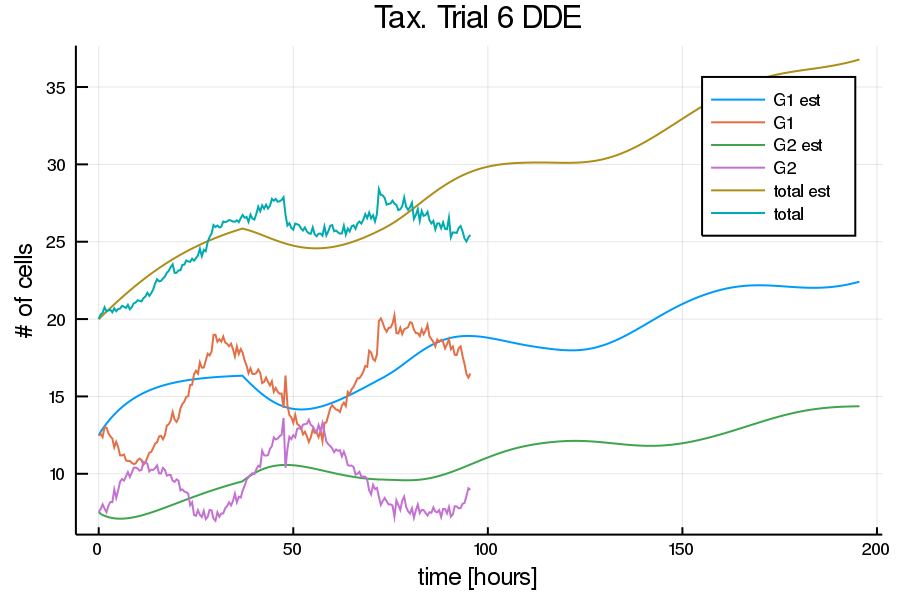 Tax. Trial 6 DDE
# of cells
35
30
25
20
15
10
0
50
100
150
200
time [hours]
G1 est
G1
G2 est
G2
total est
total